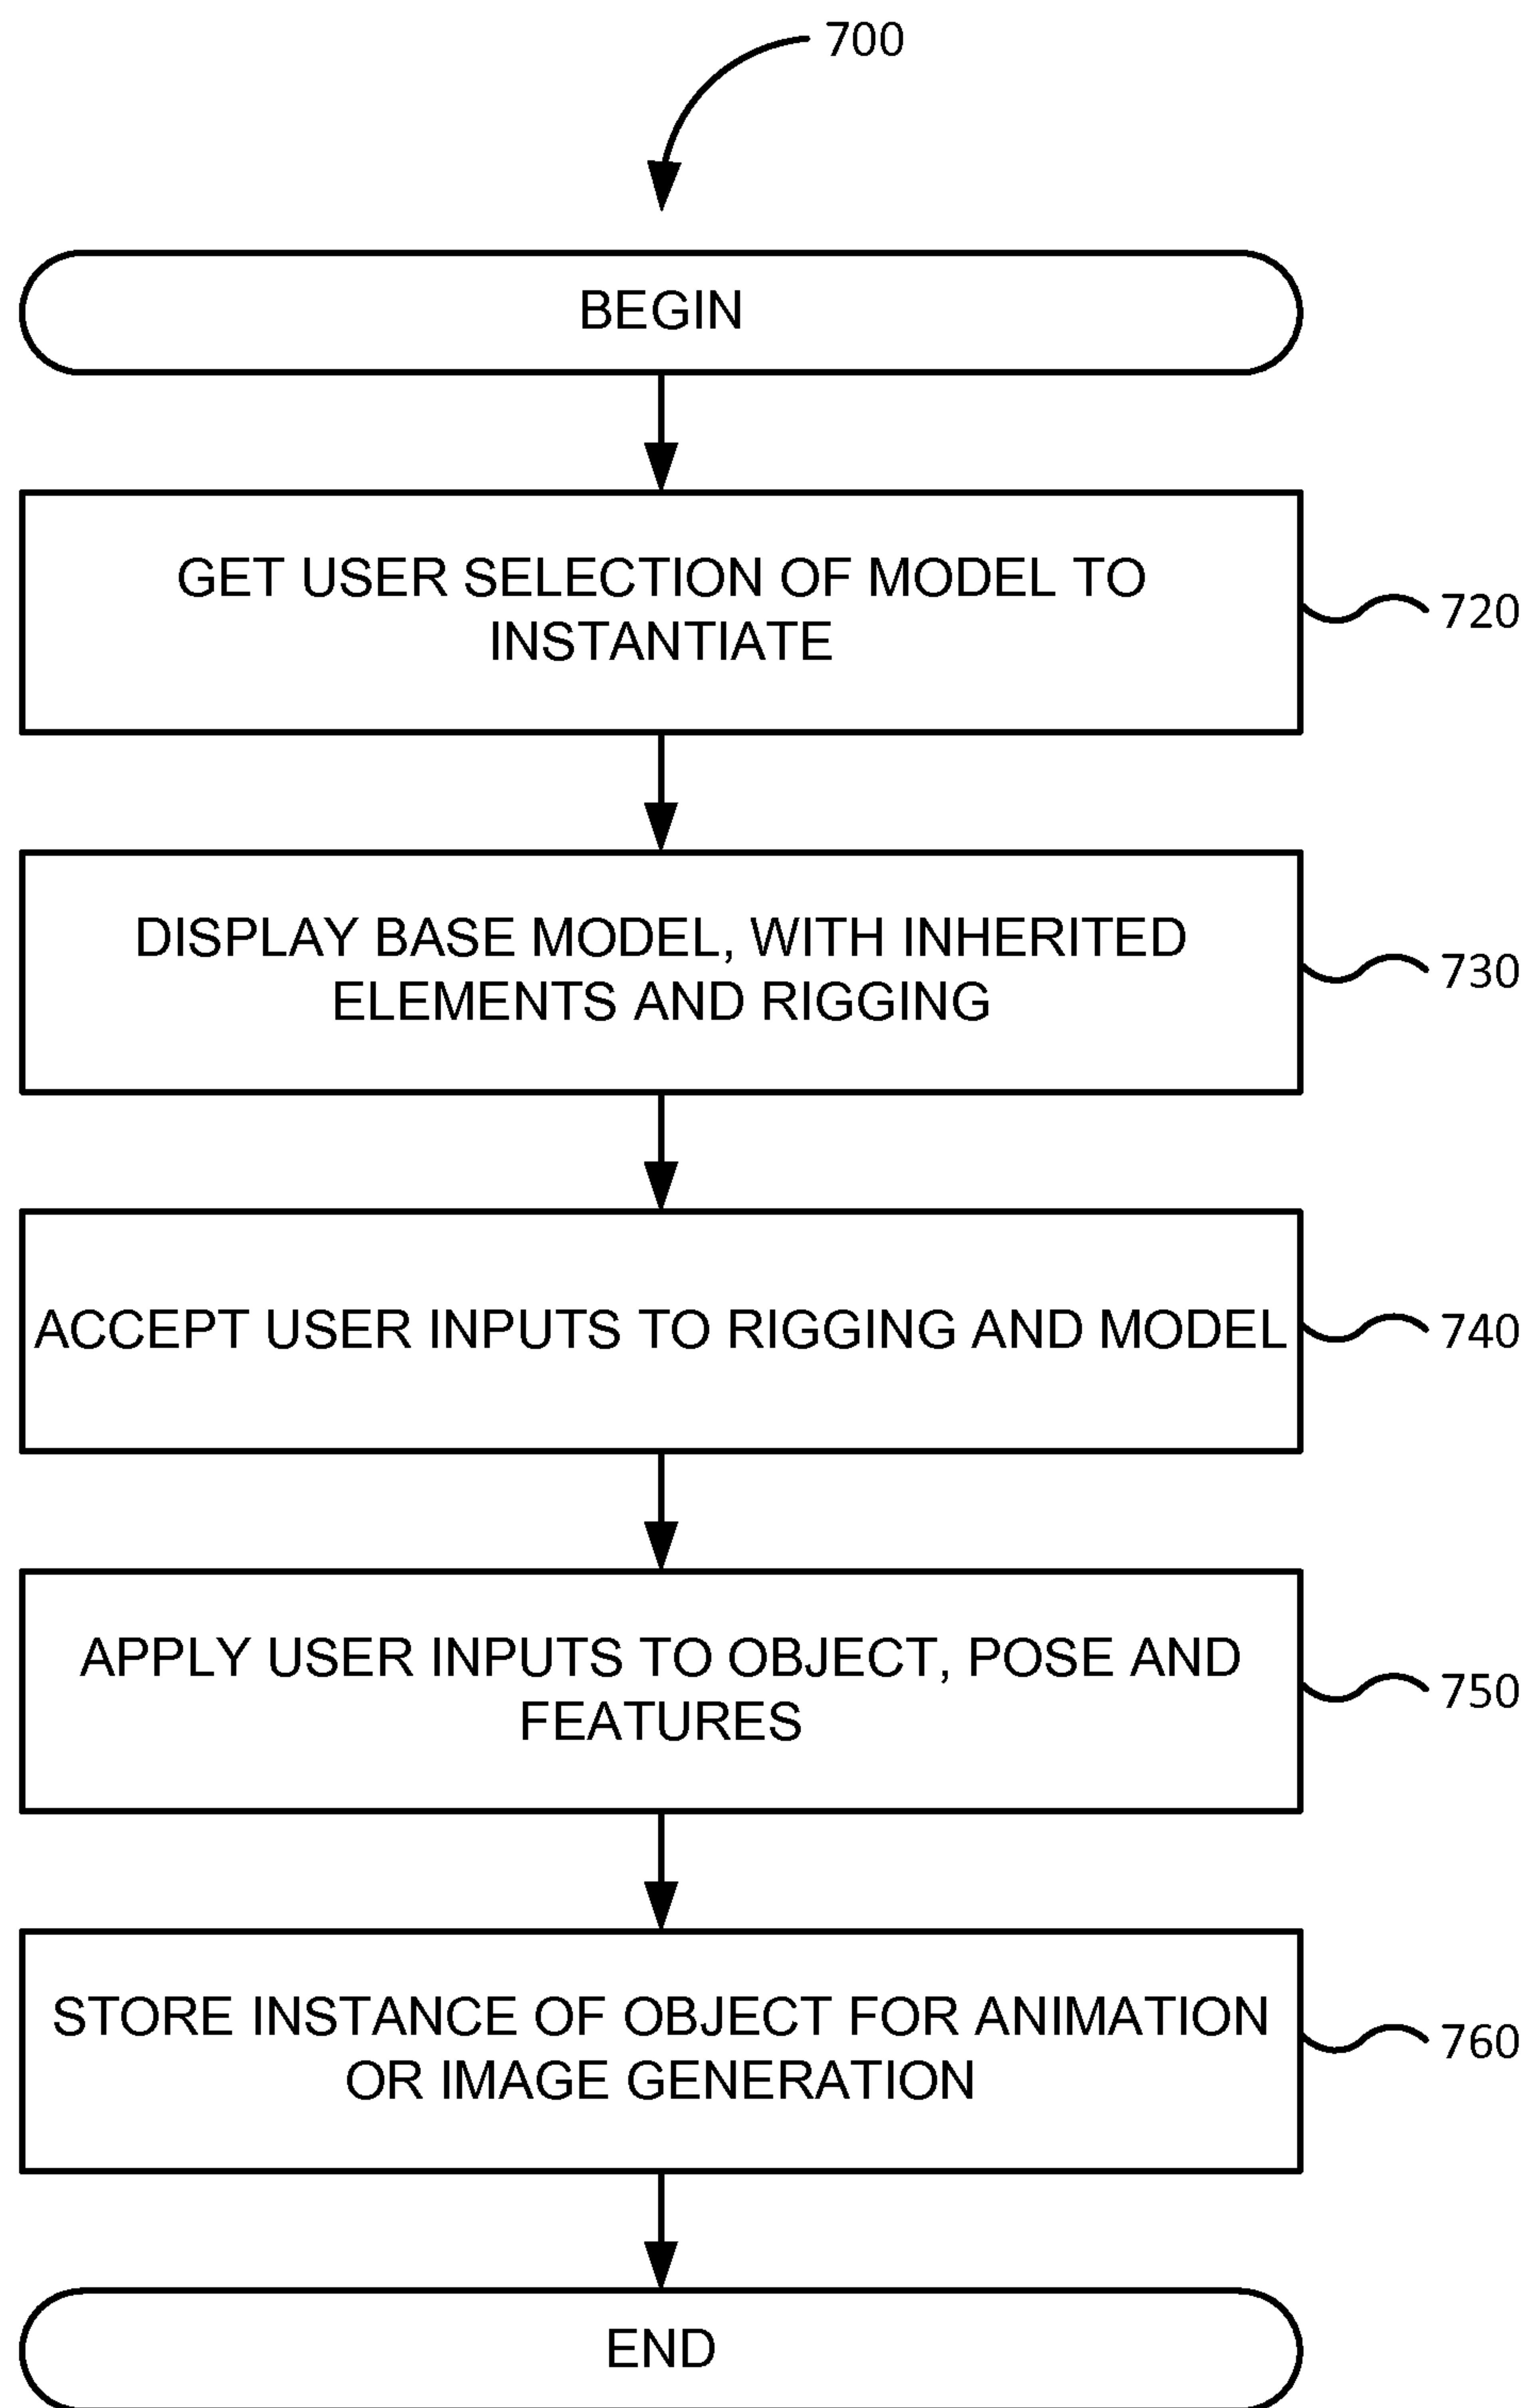 700
BEGIN
GET USER SELECTION OF MODEL TO
INSTANTIATE
720
DISPLAY BASE MODEL, WITH INHERITED
ELEMENTS AND RIGGING
730
ACCEPT USER INPUTS TO RIGGING AND MODEL
740
APPLY USER INPUTS TO OBJECT, POSE AND
FEATURES
750
STORE INSTANCE OF OBJECT FOR ANIMATION
OR IMAGE GENERATION
760
END